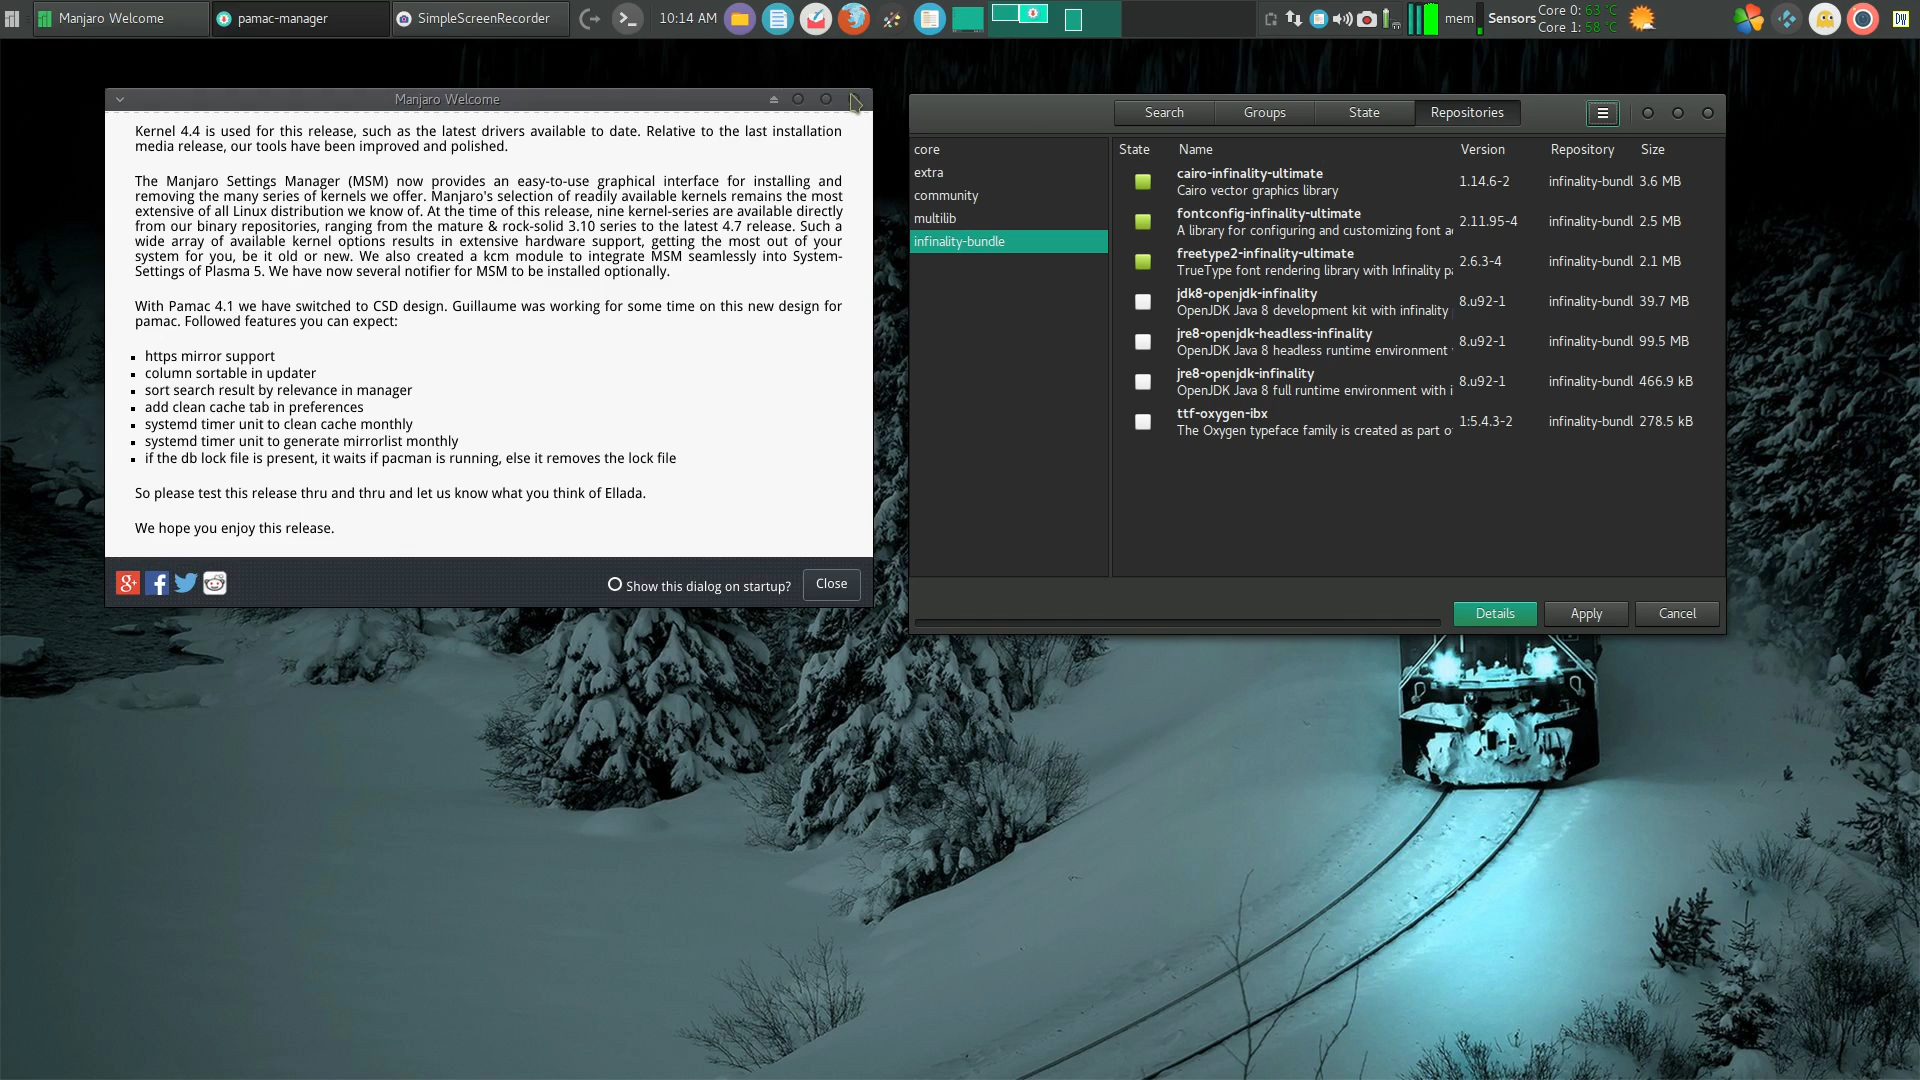 Manjaro Welcome
pamac-manager
SimpleScreenRecorder
10:14 AM
mem
Sensors
Core 0: 63 °C
Core 1: 58 °C
Manjaro Welcome
Kernel 4.4 is used for this release, such as the latest drivers available to date. Relative to the last installation
media release, our tools have been improved and polished.
The Manjaro Settings Manager (MSM) now provides an easy-to-use graphical interface for installing and
removing the many series of kernels we offer. Manjaro's selection of readily available kernels remains the most
extensive of all Linux distribution we know of. At the time of this release, nine kernel-series are available directly
from our binary repositories, ranging from the mature & rock-solid 3.10 series to the latest 4.7 release. Such a
wide array of available kernel options results in extensive hardware support, getting the most out of your
system for you, be it old or new. We also created a kcm module to integrate MSM seamlessly into System-
Settings of Plasma 5. We have now several notifier for MSM to be installed optionally.
With Pamac 4.1 we have switched to CSD design. Guillaume was working for some time on this new design for
pamac. Followed features you can expect:
https mirror support
column sortable in updater
sort search result by relevance in manager
add clean cache tab in preferences
systemd timer unit to clean cache monthly
systemd timer unit to generate mirrorlist monthly
if the db lock file is present, it waits if pacman is running, else it removes the lock file
So please test this release thru and thru and let us know what you think of Ellada.
We hope you enjoy this release.
Show this dialog on startup?
Close
Search Groups State Repositories
core
extra
community
multilib
infinality-bundle
State Name Version Repository Size
cairo-infinality-ultimate
Cairo vector graphics library
1.14.6-2 infinality-bundl 3.6 MB
fontconfig-infinality-ultimate
A library for configuring and customizing font a
2.11.95-4 infinality-bundl 2.5 MB
freetype2-infinality-ultimate
TrueType font rendering library with Infinality pa
2.6.3-4 infinality-bundl 2.1 MB
jdk8-openjdk-infinality
OpenJDK Java 8 development kit with infinality
8.u92-1 infinality-bundl 39.7 MB
jre8-openjdk-headless-infinality
OpenJDK Java 8 headless runtime environment
8.u92-1 infinality-bundl 99.5 MB
jre8-openjdk-infinality
OpenJDK Java 8 full runtime environment with i
8.u92-1 infinality-bundl 466.9 kB
ttf-oxygen-ibx
The Oxygen typeface family is created as part o
1:5.4.3-2 infinality-bundl 278.5 kB
Details Apply Cancel